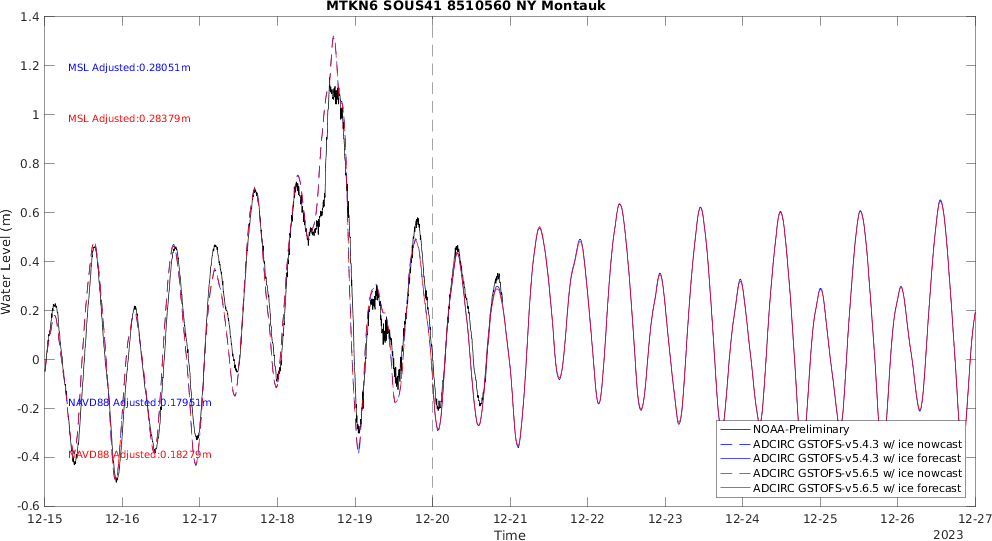 MTKN6 SOUS41 8510560 NY Montauk
1.4
1.2
1
0.8
0.6
0.4
0.2
0
-0.2
-0.4
-0.6
Water Level (m)
MSL Adjusted:0.28051m
MSL Adjusted:0.28379m
NAVD88 Adjusted:0.17951m
NAVD88 Adjusted:0.18279m
NOAA-Preliminary
ADCIRC GSTOFS-v5.4.3 w/ ice nowcast
ADCIRC GSTOFS-v5.4.3 w/ ice forecast
ADCIRC GSTOFS-v5.6.5 w/ ice nowcast
ADCIRC GSTOFS-v5.6.5 w/ ice forecast
12-15 12-16 12-17 12-18 12-19 12-20 12-21 12-22 12-23 12-24 12-25 12-26 12-27
Time
2023